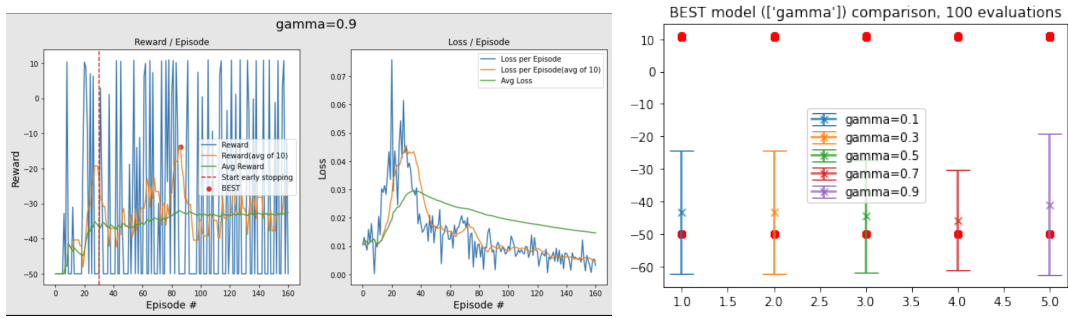 gamma=0.9
Reward / Episode
10
0
−10
−20
−30
−40
−50
Reward
0
20
40
60
80
100
120
140
160
Episode #
Reward
Reward(avg of 10)
Avg Reward
Start early stopping
BEST
Loss / Episode
0.07
0.06
0.05
0.04
0.03
0.02
0.01
0.00
Loss
0
20
40
60
80
100
120
140
160
Episode #
Loss per Episode
Loss per Episode(avg of 10)
Avg Loss
BEST model (['gamma']) comparison, 100 evaluations
10
0
−10
−20
−30
−40
−50
−60
1.0
1.5
2.0
2.5
3.0
3.5
4.0
4.5
5.0
gamma=0.1
gamma=0.3
gamma=0.5
gamma=0.7
gamma=0.9